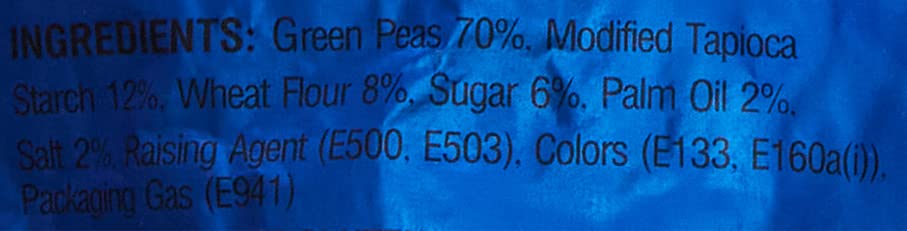 INGREDIENTS: Green Peas 70%, Modified Tapioca
Starch 12%, Wheat Flour 8%, Sugar 6%, Palm Oil 2%,
Salt 2%, Raising Agent (E500, E503), Colors (E133, E160a(i)),
Packaging Gas (E941)